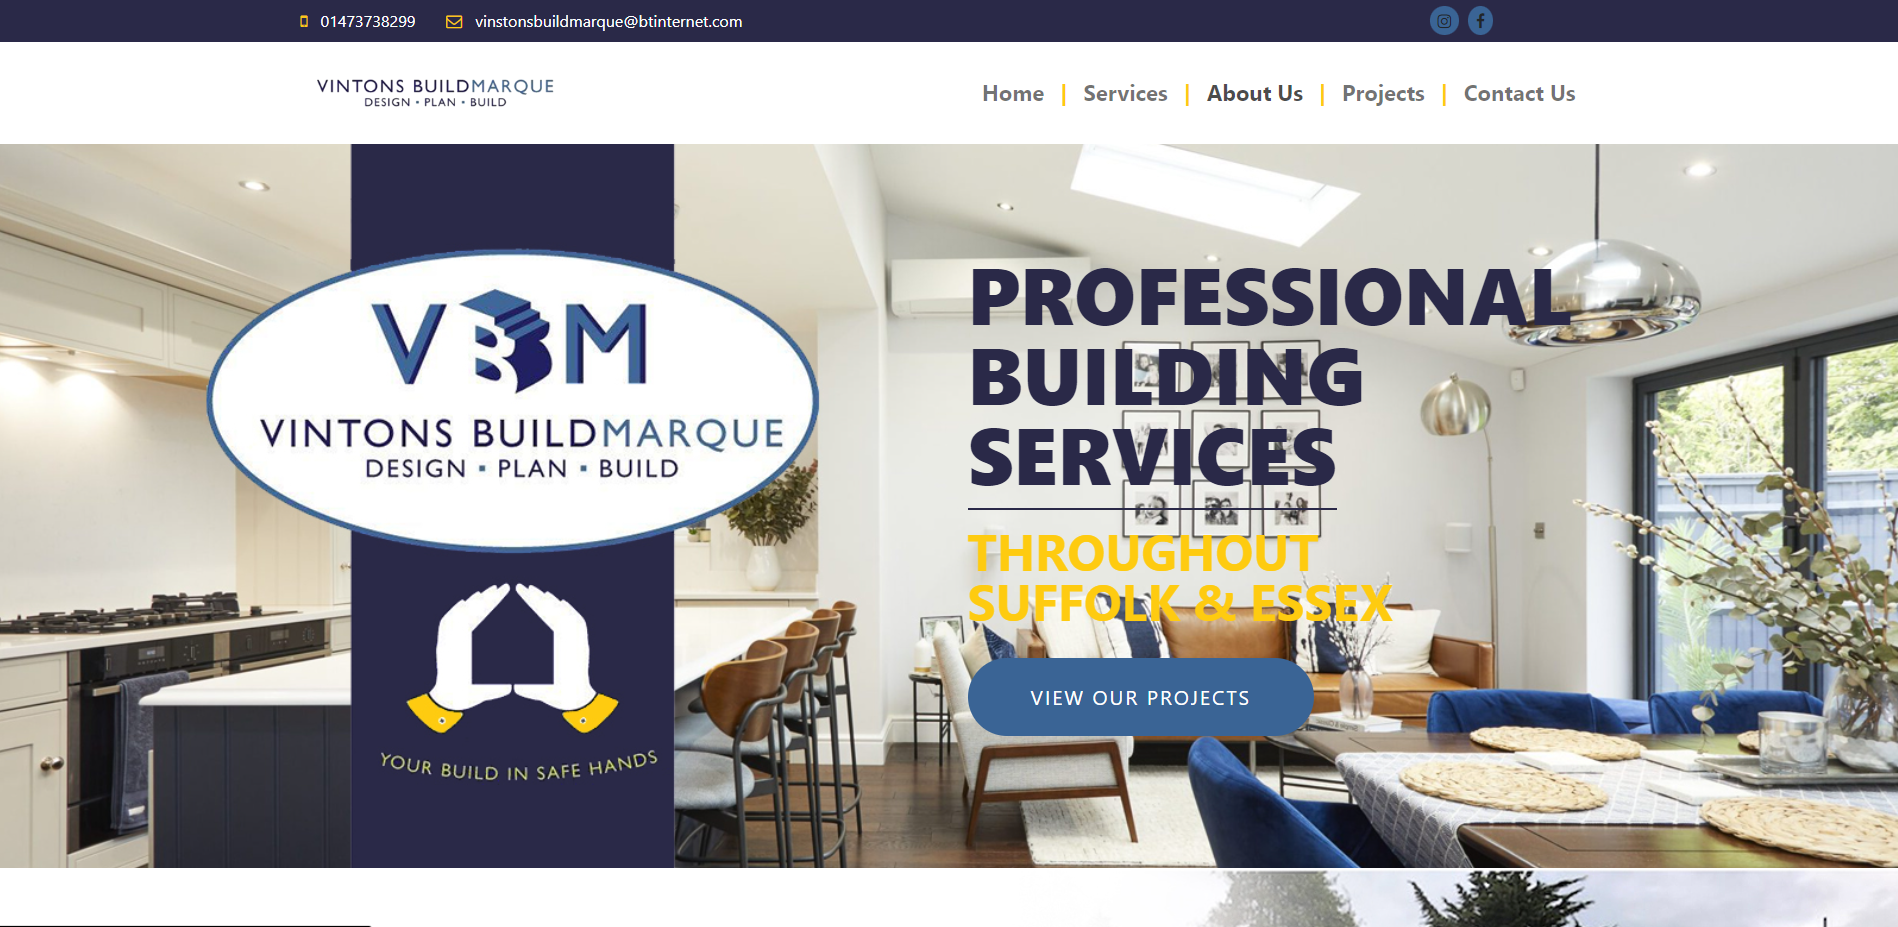 01473738299
vinstonsbuildmarque@btinternet.com
VINTONS BUILDMARQUE
DESIGN • PLAN • BUILD
Home | Services | About Us | Projects | Contact Us
VBM
VINTONS BUILDMARQUE
DESIGN • PLAN • BUILD
YOUR BUILD IN SAFE HANDS
PROFESSIONAL
BUILDING
SERVICES
THROUGHOUT
SUFFOLK & ESSEX
VIEW OUR PROJECTS